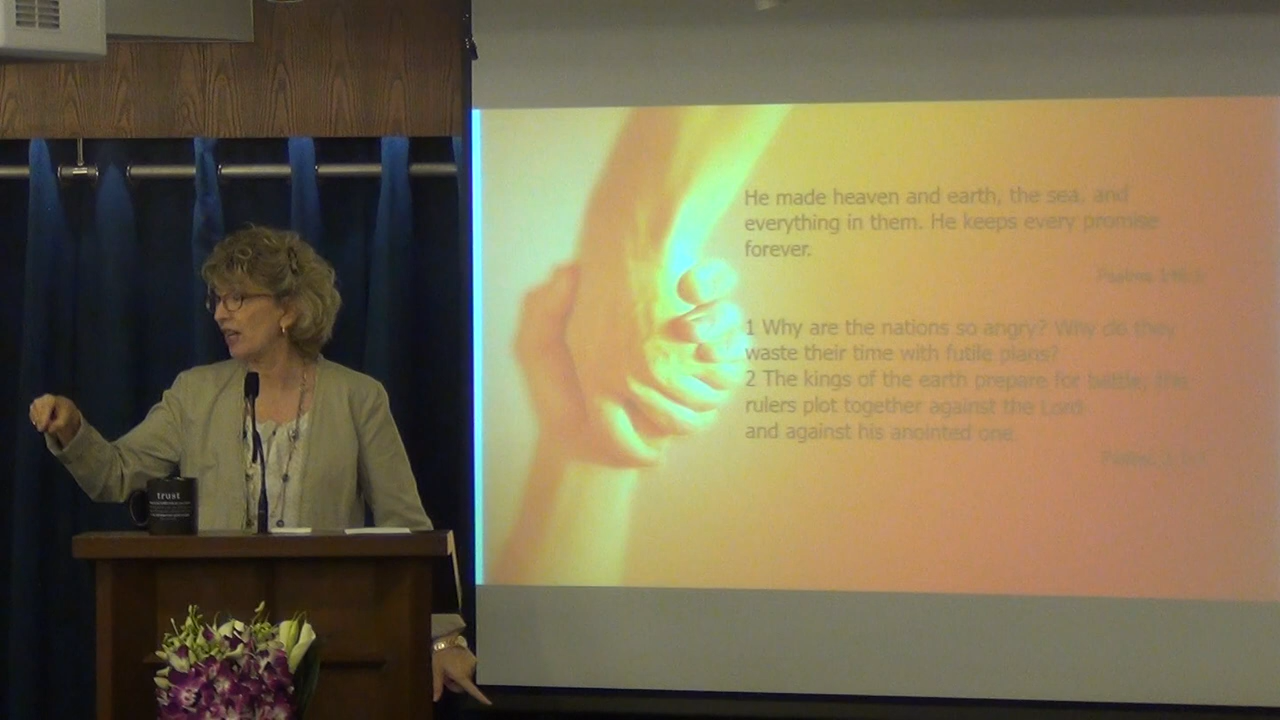 trust
He made heaven and earth, the sea, and
everything in them. He keeps every promise
forever.
Psalms
1 Why are the nations so angry? Why do they
waste their time with futile plans?
2 The kings of the earth prepare for battle; the
rulers plot together against the Lord
and against his anointed one.
Psalms